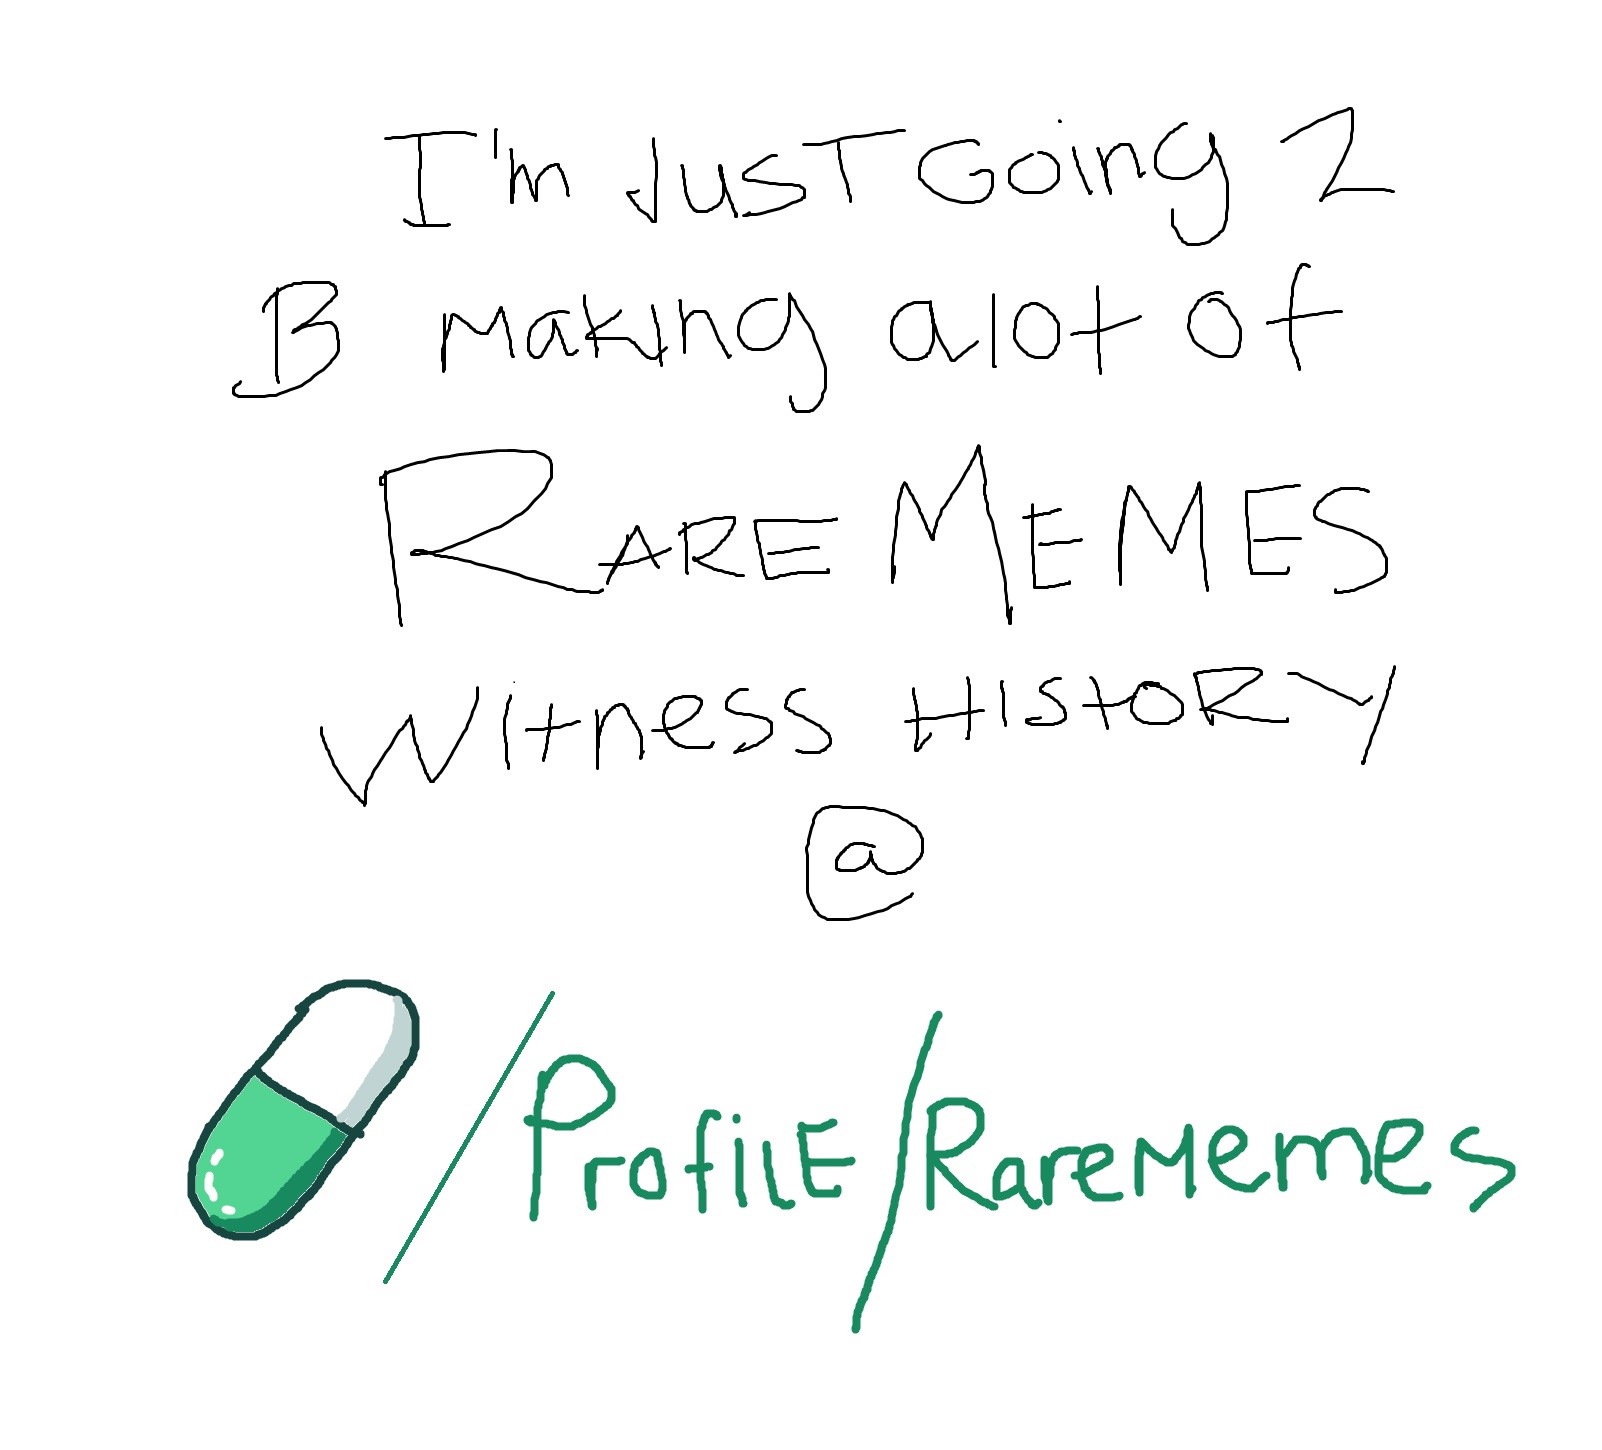 I'm Just Going 2
B making alot of
RARE MEMES
Witness HISTORY
@
/Profile/RareMemes